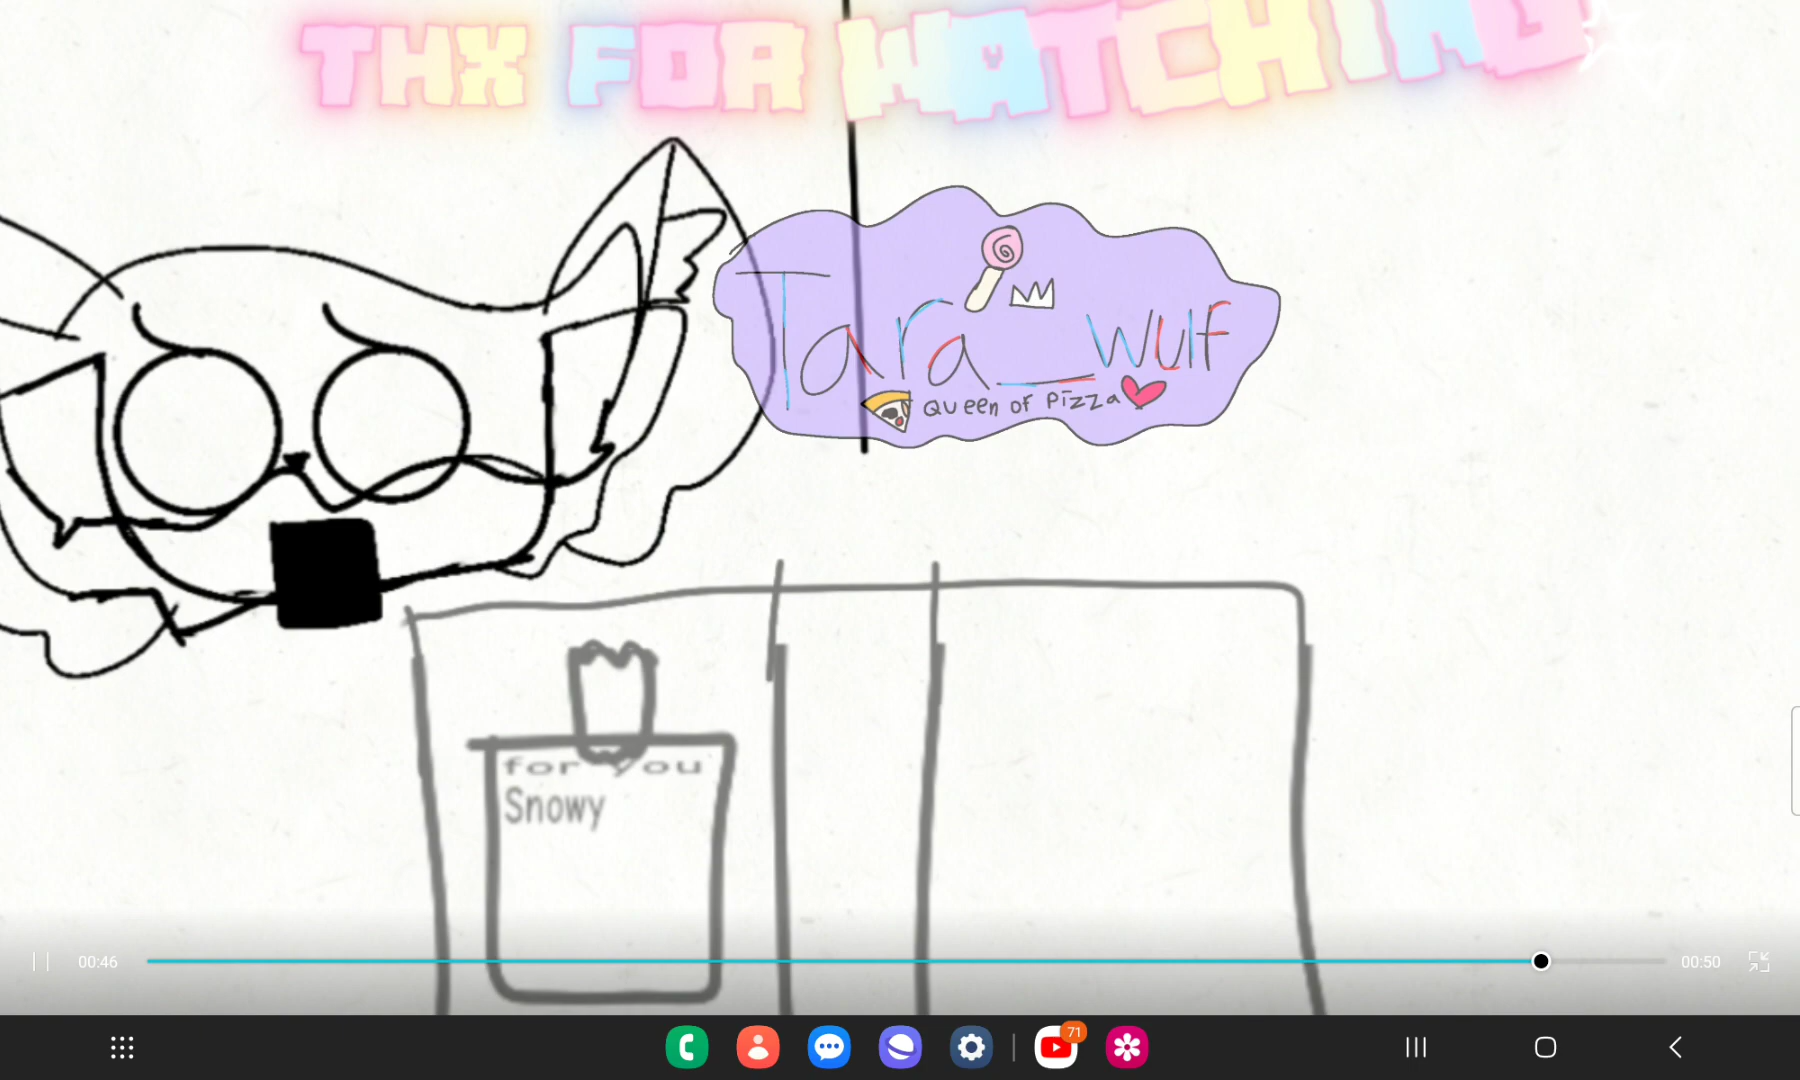 THX FOR WATCHING
Tara_wulf
Queen of Pizza
for you
Snowy
00:46
00:50
71